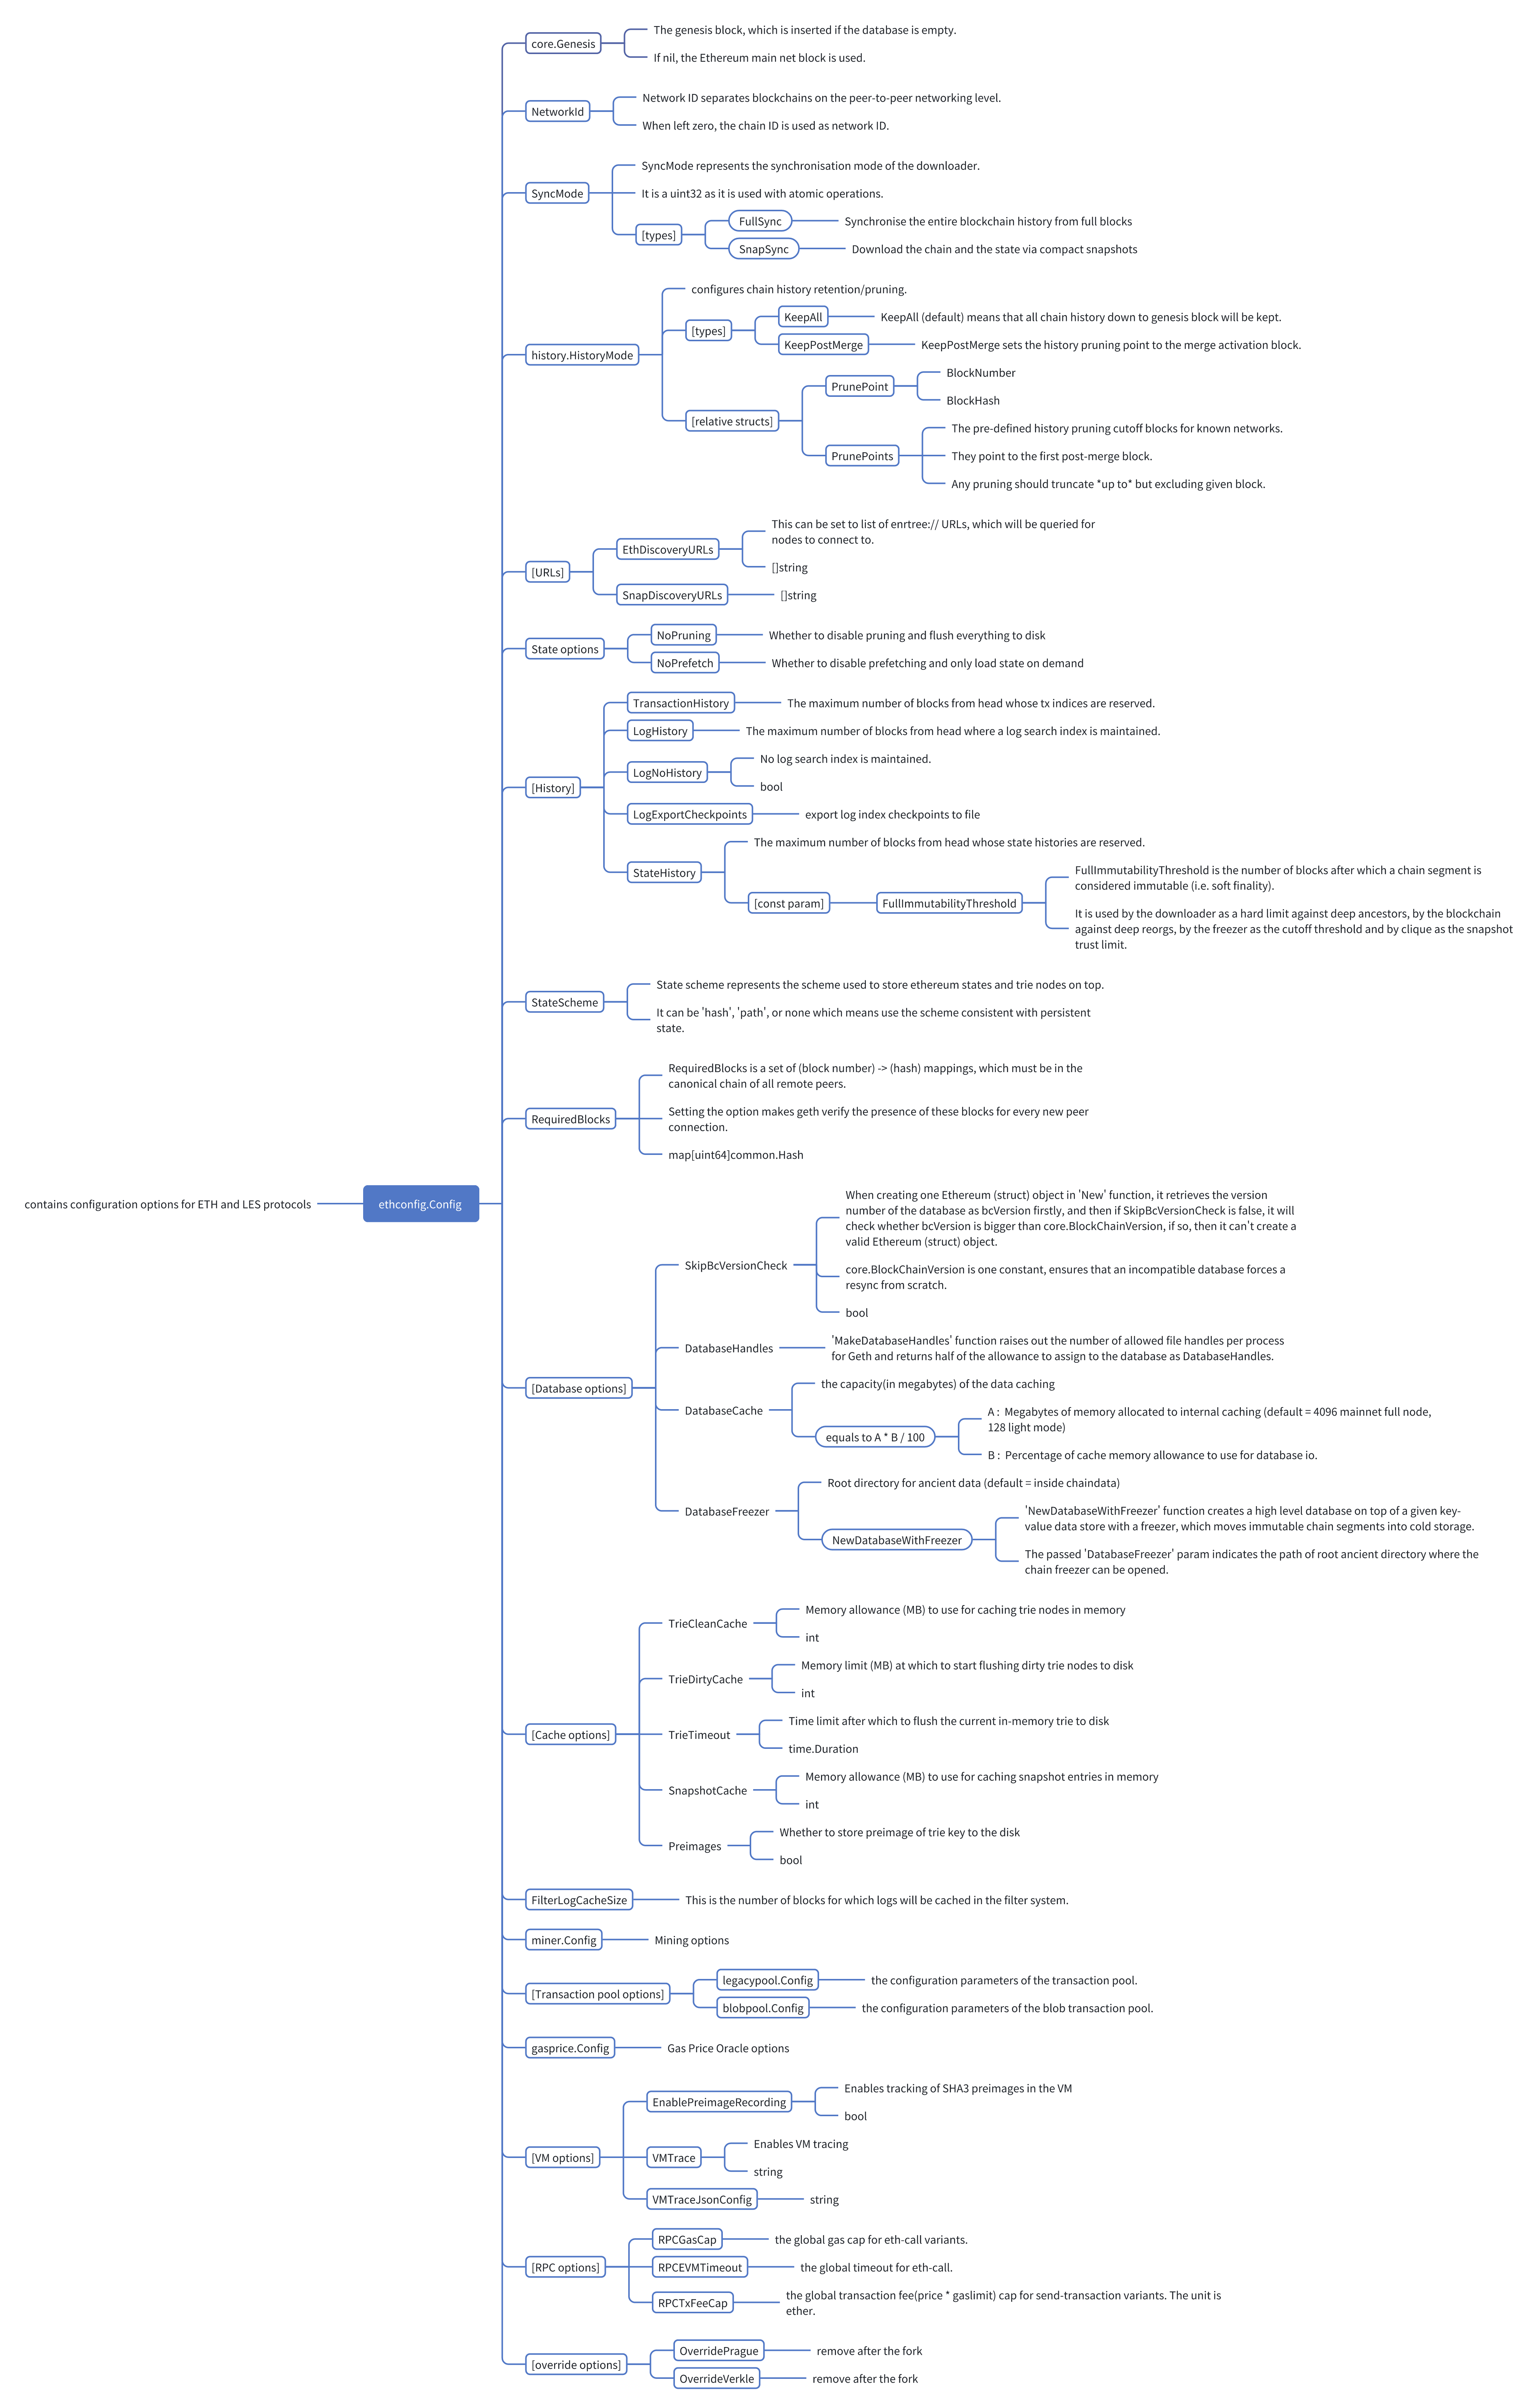 core.Genesis
The genesis block, which is inserted if the database is empty.
If nil, the Ethereum main net block is used.
NetworkId
Network ID separates blockchains on the peer-to-peer networking level.
When left zero, the chain ID is used as network ID.
SyncMode
SyncMode represents the synchronisation mode of the downloader.
It is a uint32 as it is used with atomic operations.
[types]
FullSync
Synchronise the entire blockchain history from full blocks
SnapSync
Download the chain and the state via compact snapshots
history.HistoryMode
configures chain history retention/pruning.
[types]
KeepAll
KeepAll (default) means that all chain history down to genesis block will be kept.
KeepPostMerge
KeepPostMerge sets the history pruning point to the merge activation block.
[relative structs]
PrunePoint
BlockNumber
BlockHash
PrunePoints
The pre-defined history pruning cutoff blocks for known networks.
They point to the first post-merge block.
Any pruning should truncate *up to* but excluding given block.
[URLs]
EthDiscoveryURLs
This can be set to list of enrtree:// URLs, which will be queried for
nodes to connect to.
[]string
SnapDiscoveryURLs
[]string
State options
NoPruning
Whether to disable pruning and flush everything to disk
NoPrefetch
Whether to disable prefetching and only load state on demand
[History]
TransactionHistory
The maximum number of blocks from head whose tx indices are reserved.
LogHistory
The maximum number of blocks from head where a log search index is maintained.
LogNoHistory
No log search index is maintained.
bool
LogExportCheckpoints
export log index checkpoints to file
StateHistory
The maximum number of blocks from head whose state histories are reserved.
[const param]
FullImmutabilityThreshold
FullImmutabilityThreshold is the number of blocks after which a chain segment is
considered immutable (i.e. soft finality).
It is used by the downloader as a hard limit against deep ancestors, by the blockchain
against deep reorgs, by the freezer as the cutoff threshold and by clique as the snapshot
trust limit.
StateScheme
State scheme represents the scheme used to store ethereum states and trie nodes on top.
It can be 'hash', 'path', or none which means use the scheme consistent with persistent
state.
RequiredBlocks
RequiredBlocks is a set of (block number) -> (hash) mappings, which must be in the
canonical chain of all remote peers.
Setting the option makes geth verify the presence of these blocks for every new peer
connection.
map[uint64]common.Hash
contains configuration options for ETH and LES protocols
ethconfig.Config
[Database options]
SkipBcVersionCheck
When creating one Ethereum (struct) object in 'New' function, it retrieves the version
number of the database as bcVersion firstly, and then if SkipBcVersionCheck is false, it will
check whether bcVersion is bigger than core.BlockChainVersion, if so, then it can't create a
valid Ethereum (struct) object.
core.BlockChainVersion is one constant, ensures that an incompatible database forces a
resync from scratch.
bool
DatabaseHandles
'MakeDatabaseHandles' function raises out the number of allowed file handles per process
for Geth and returns half of the allowance to assign to the database as DatabaseHandles.
DatabaseCache
the capacity(in megabytes) of the data caching
equals to A * B / 100
A :  Megabytes of memory allocated to internal caching (default = 4096 mainnet full node,
128 light mode)
B :  Percentage of cache memory allowance to use for database io.
DatabaseFreezer
Root directory for ancient data (default = inside chaindata)
NewDatabaseWithFreezer
'NewDatabaseWithFreezer' function creates a high level database on top of a given key-
value data store with a freezer, which moves immutable chain segments into cold storage.
The passed 'DatabaseFreezer' param indicates the path of root ancient directory where the
chain freezer can be opened.
[Cache options]
TrieCleanCache
Memory allowance (MB) to use for caching trie nodes in memory
int
TrieDirtyCache
Memory limit (MB) at which to start flushing dirty trie nodes to disk
int
TrieTimeout
Time limit after which to flush the current in-memory trie to disk
time.Duration
SnapshotCache
Memory allowance (MB) to use for caching snapshot entries in memory
int
Preimages
Whether to store preimage of trie key to the disk
bool
FilterLogCacheSize
This is the number of blocks for which logs will be cached in the filter system.
miner.Config
Mining options
[Transaction pool options]
legacypool.Config
the configuration parameters of the transaction pool.
blobpool.Config
the configuration parameters of the blob transaction pool.
gasprice.Config
Gas Price Oracle options
[VM options]
EnablePreimageRecording
Enables tracking of SHA3 preimages in the VM
bool
VMTrace
Enables VM tracing
string
VMTraceJsonConfig
string
[RPC options]
RPCGasCap
the global gas cap for eth-call variants.
RPCEVMTimeout
the global timeout for eth-call.
RPCTxFeeCap
the global transaction fee(price * gaslimit) cap for send-transaction variants. The unit is
ether.
[override options]
OverridePrague
remove after the fork
OverrideVerkle
remove after the fork